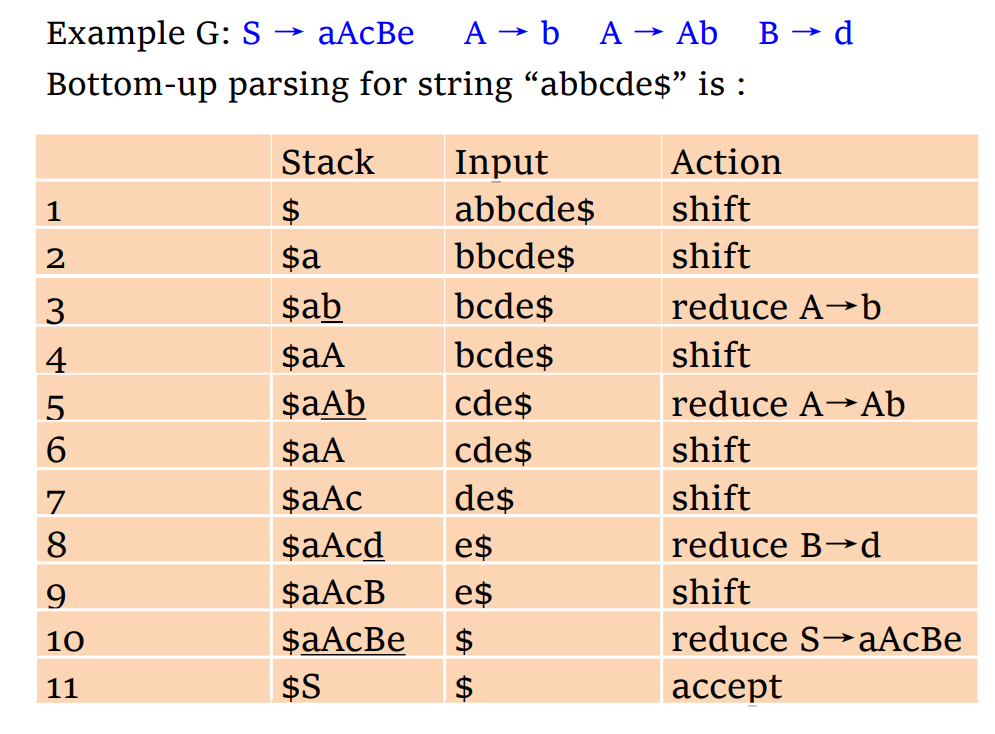 Example G: S → aAcBe A → b A → Ab B → d
Bottom-up parsing for string “abbcde$” is :
Stack Input Action
1 $ abbcde$ shift
2 $a bbcde$ shift
3 $ab bcde$ reduce A→b
4 $aA bcde$ shift
5 $aAb cde$ reduce A→Ab
6 $aA cde$ shift
7 $aAc de$ shift
8 $aAcd e$ reduce B→d
9 $aAcB e$ shift
10 $aAcBe $ reduce S→aAcBe
11 $S $ accept